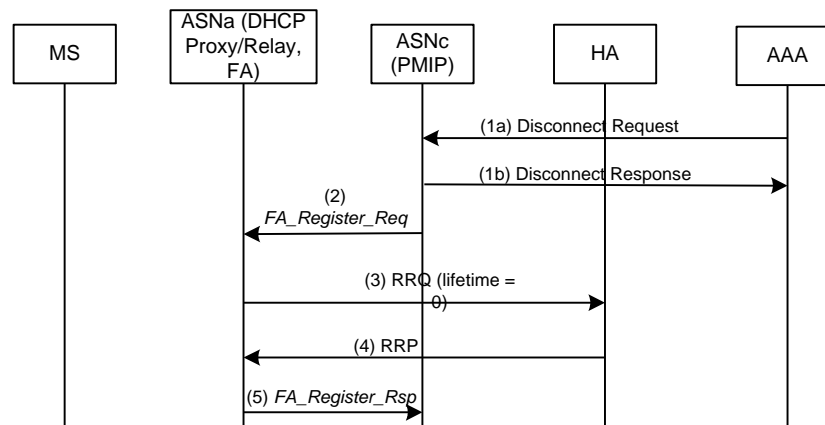 MS
ASNa (DHCP
Proxy/Relay,
FA)
ASNc
(PMIP)
HA
AAA
(1a) Disconnect Request
(1b) Disconnect Response
(2)
FA_Register_Req
(3) RRQ (lifetime =
0)
(4) RRP
(5) FA_Register_Rsp